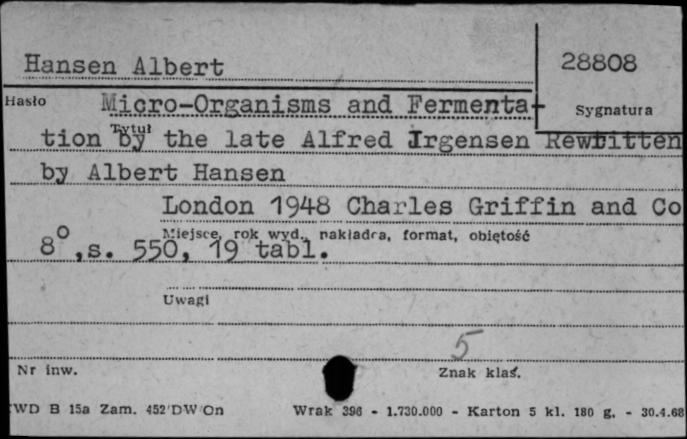 Hansen Albert
28808
Hasło
Micro-Organisms and Fermenta-
Sygnatura
Tytuł
tion by the late Alfred Jrgensen Rewritten
by Albert Hansen
London 1948 Charles Griffin and Co
Miejsce, rok wyd., nakładca, format, objętość
8°, s. 550, 19 tabl.
Uwagi
5
Nr inw.
Znak klas.
WD B 15a Zam. 452 DW On
Wrak 396 - 1.730.000 - Karton 5 kl. 180 g. - 30.4.68